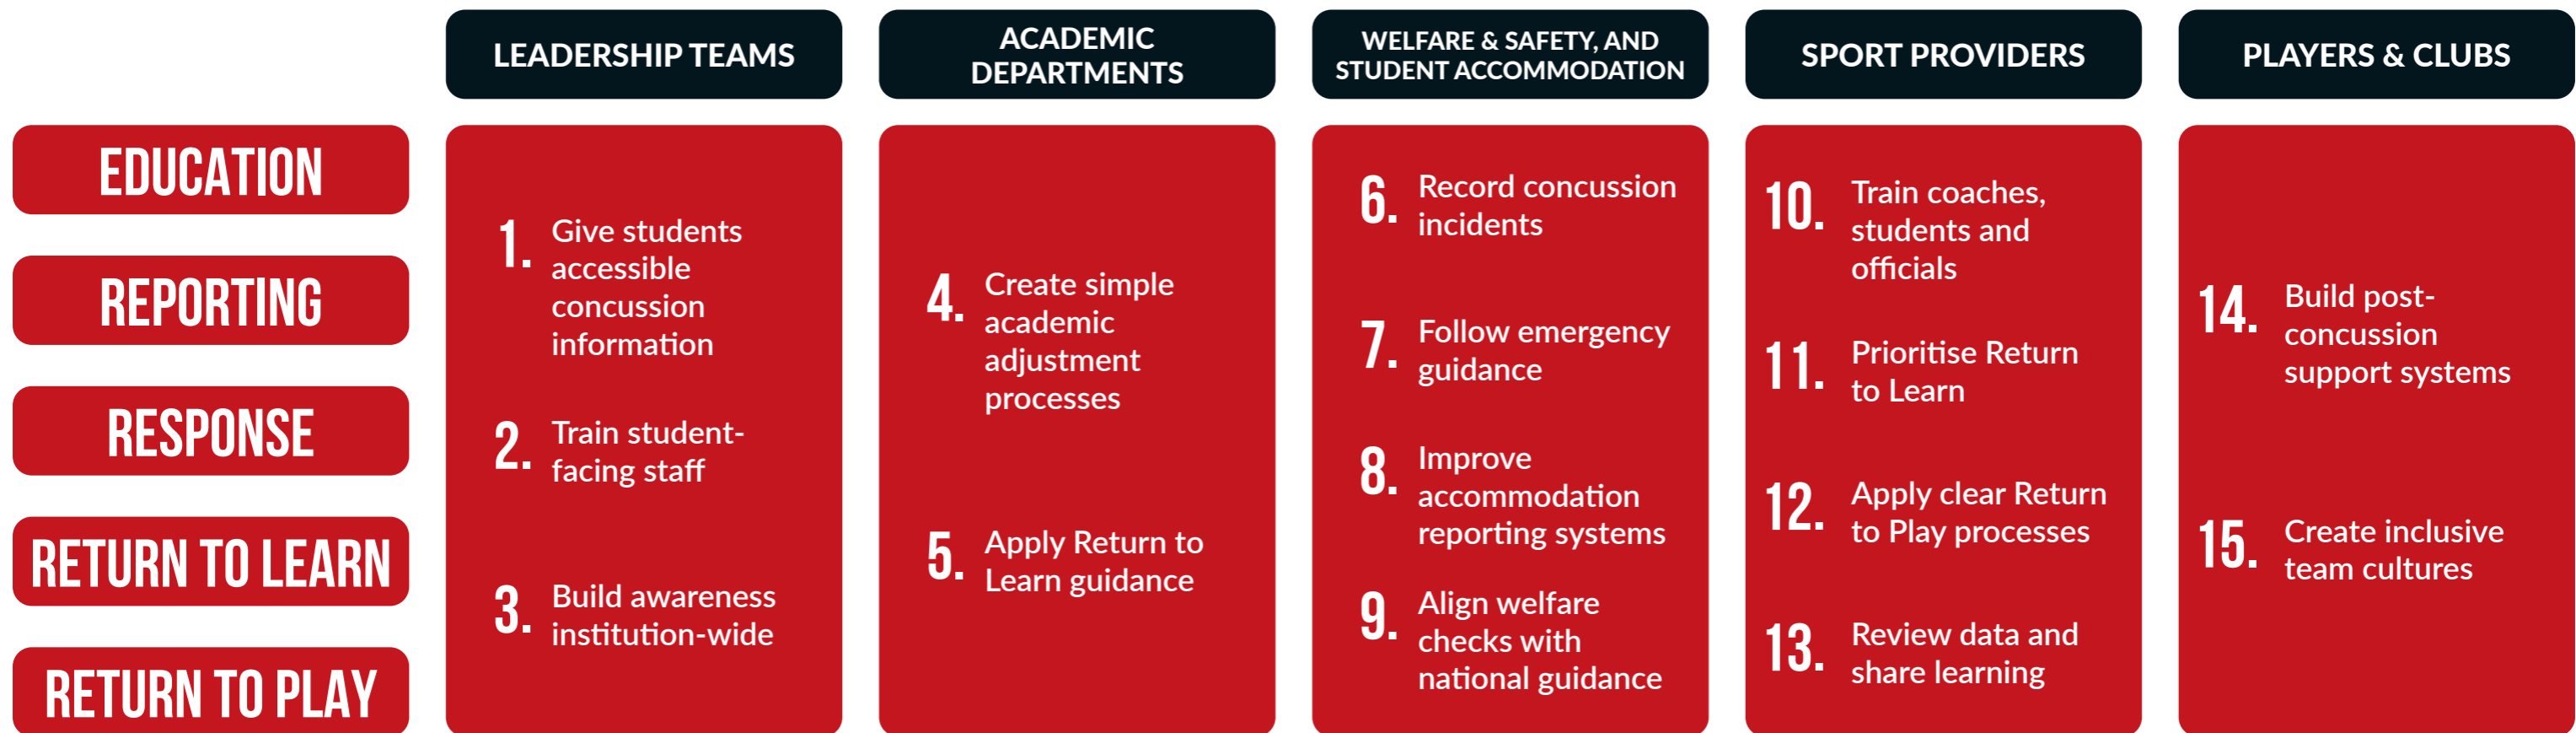 LEADERSHIP TEAMS
ACADEMIC
DEPARTMENTS
WELFARE & SAFETY, AND
STUDENT ACCOMMODATION
SPORT PROVIDERS
PLAYERS & CLUBS
EDUCATION
REPORTING
RESPONSE
RETURN TO LEARN
RETURN TO PLAY
1. Give students
accessible
concussion
information
2. Train student-
facing staff
3. Build awareness
institution-wide
4. Create simple
academic
adjustment
processes
5. Apply Return to
Learn guidance
6. Record concussion
incidents
7. Follow emergency
guidance
8. Improve
accommodation
reporting systems
9. Align welfare
checks with
national guidance
10. Train coaches,
students and
officials
11. Prioritise Return
to Learn
12. Apply clear Return
to Play processes
13. Review data and
share learning
14. Build post-
concussion
support systems
15. Create inclusive
team cultures